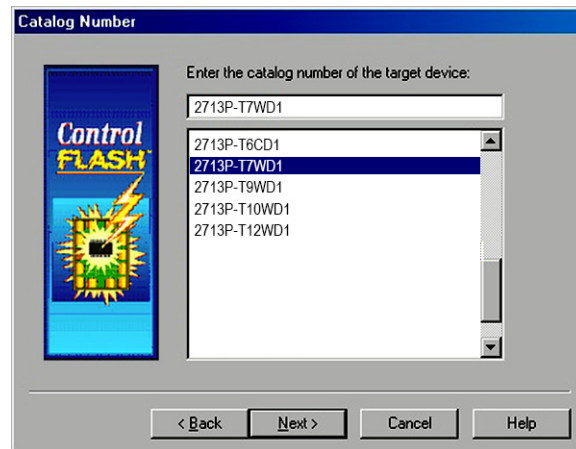 Catalog Number
Enter the catalog number of the target device:
2713P-T7WD1
Control
FLASH™
2713P-T6CD1
2713P-T7WD1
2713P-T9WD1
2713P-T10WD1
2713P-T12WD1
< Back
Next >
Cancel
Help